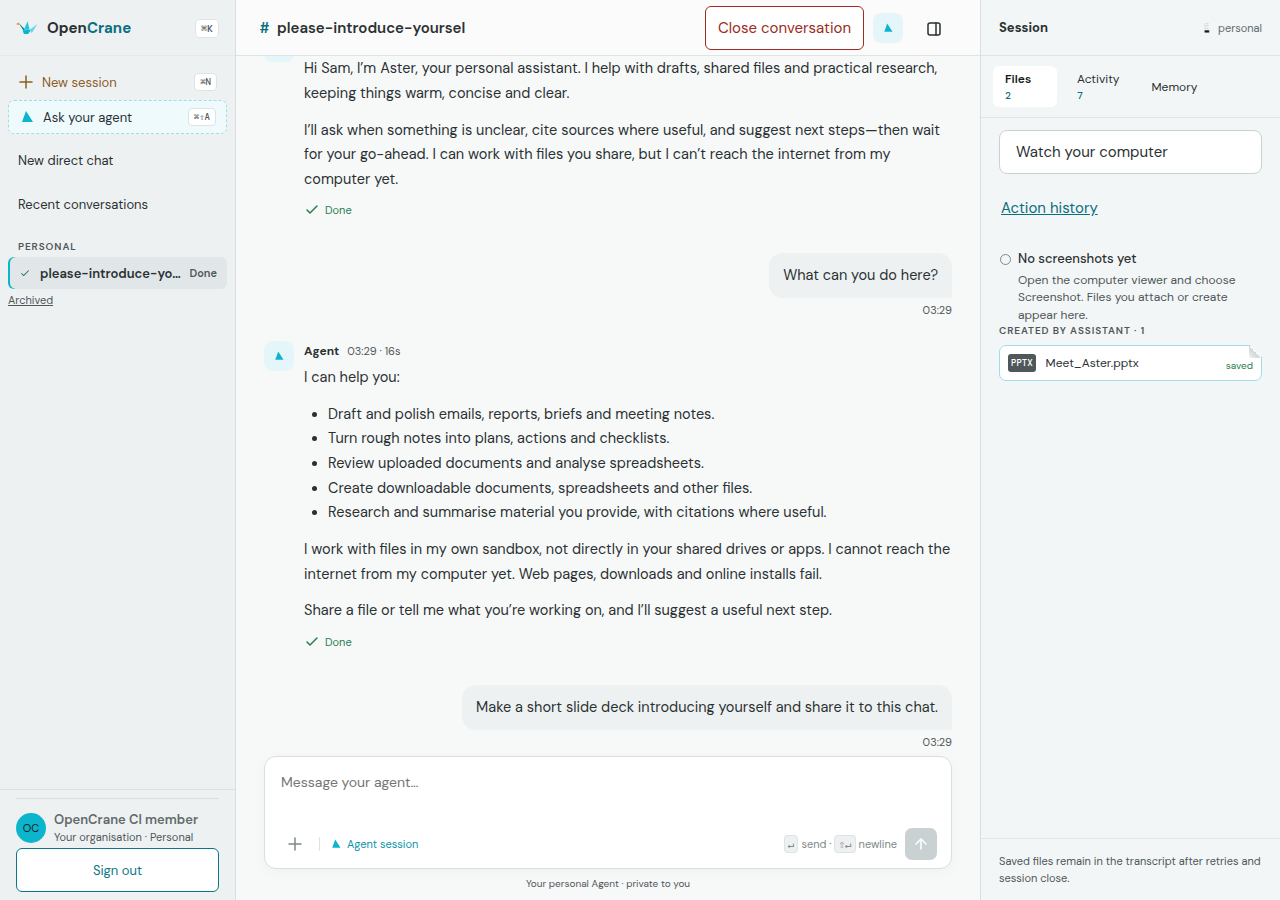 OpenCrane
⌘K
New session
⌘N
Ask your agent
⌘⇧A
New direct chat
Recent conversations
PERSONAL
please-introduce-yo... Done
Archived
OC
OpenCrane CI member
Your organisation · Personal
Sign out
# please-introduce-yoursel
Close conversation
Hi Sam, I'm Aster, your personal assistant. I help with drafts, shared files and practical research,
keeping things warm, concise and clear.
I'll ask when something is unclear, cite sources where useful, and suggest next steps—then wait
for your go-ahead. I can work with files you share, but I can't reach the internet from my
computer yet.
Done
What can you do here?
03:29
Agent 03:29 · 16s
I can help you:
• Draft and polish emails, reports, briefs and meeting notes.
• Turn rough notes into plans, actions and checklists.
• Review uploaded documents and analyse spreadsheets.
• Create downloadable documents, spreadsheets and other files.
• Research and summarise material you provide, with citations where useful.
I work with files in my own sandbox, not directly in your shared drives or apps. I cannot reach the
internet from my computer yet. Web pages, downloads and online installs fail.
Share a file or tell me what you're working on, and I'll suggest a useful next step.
Done
Make a short slide deck introducing yourself and share it to this chat.
03:29
Message your agent...
Agent session
↵ send · ⇧↵ newline
Your personal Agent · private to you
Session
personal
Files
2
Activity
7
Memory
Watch your computer
Action history
No screenshots yet
Open the computer viewer and choose
Screenshot. Files you attach or create
appear here.
CREATED BY ASSISTANT · 1
PPTX Meet_Aster.pptx
saved
Saved files remain in the transcript after retries and
session close.